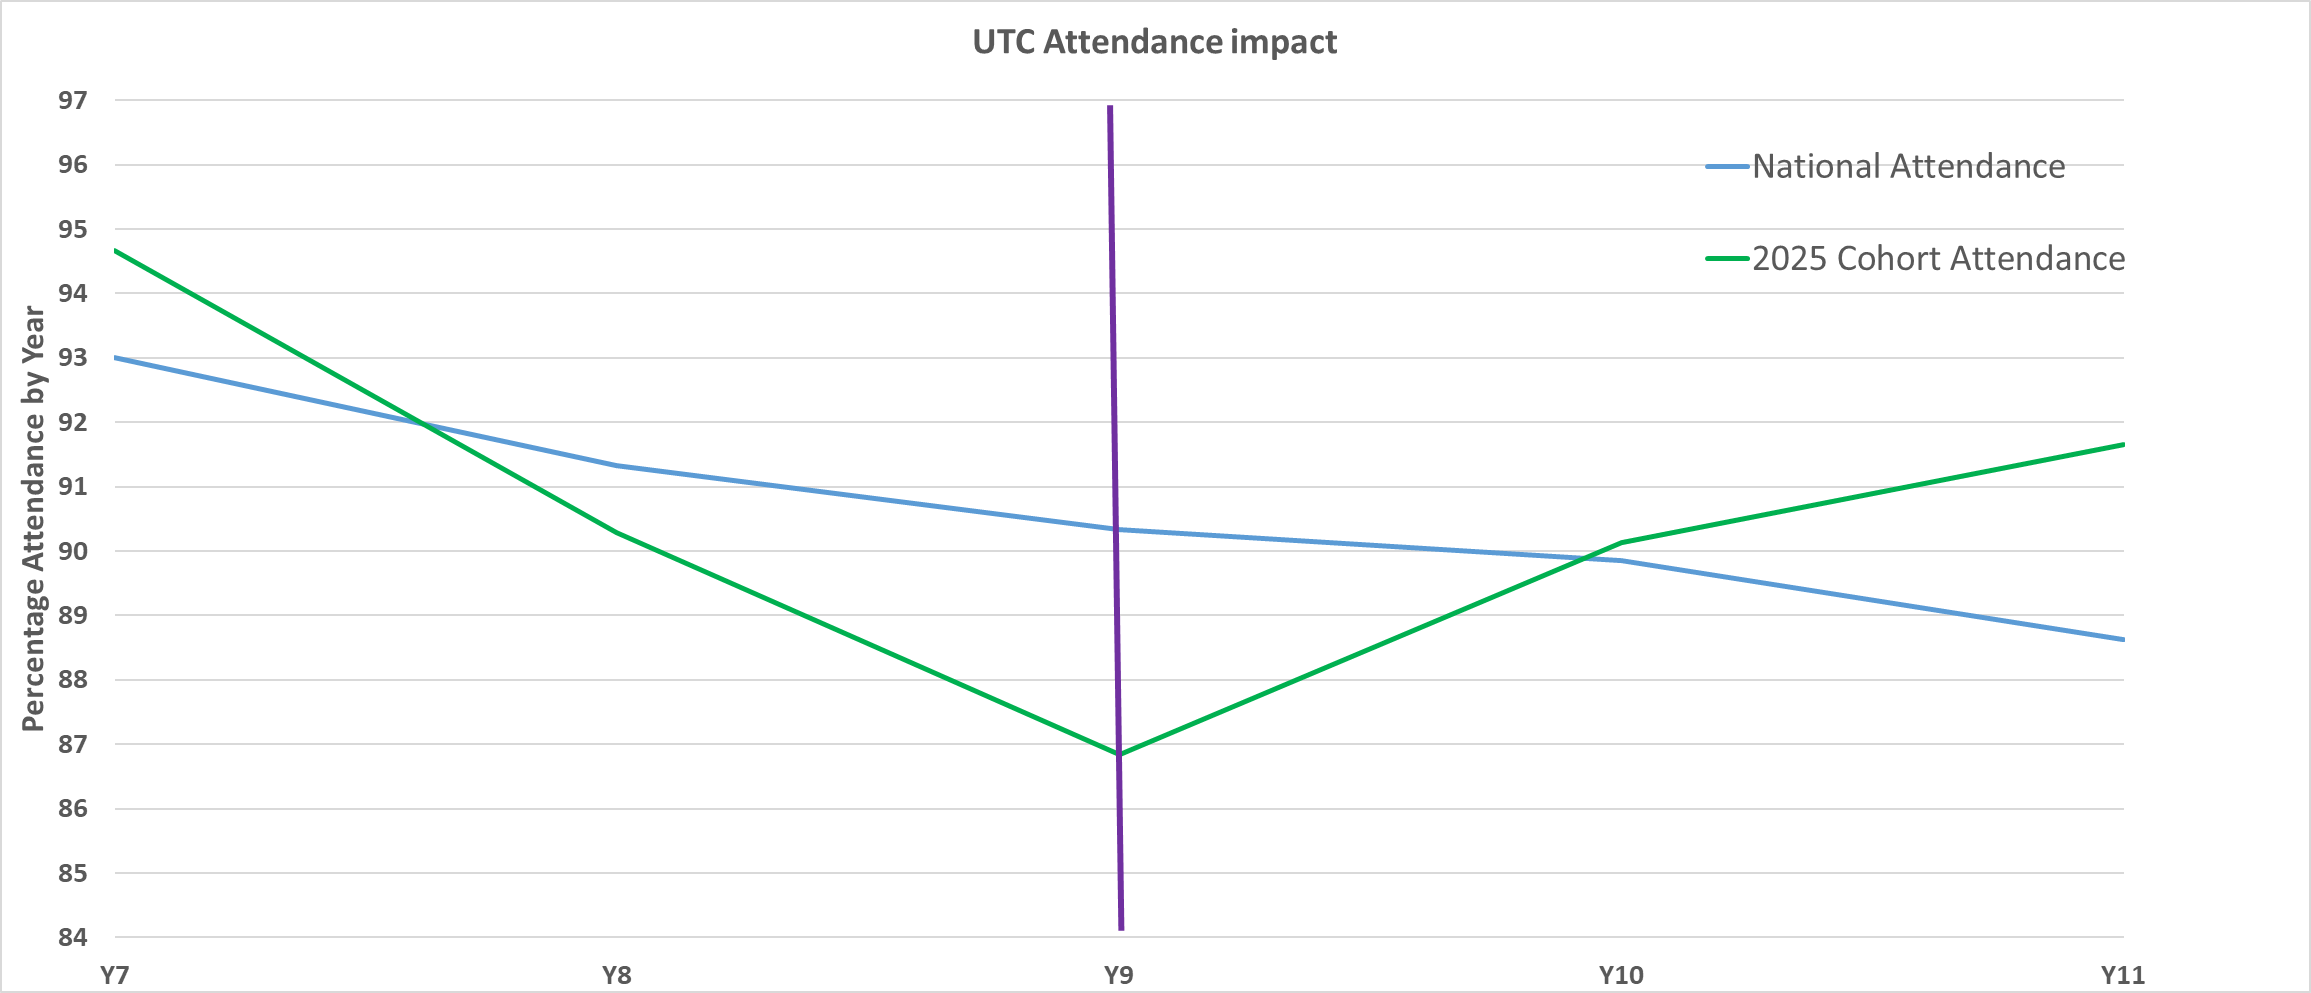 UTC Attendance impact
97
96
95
94
93
92
91
90
89
88
87
86
85
84
Percentage Attendance by Year
National Attendance
2025 Cohort Attendance
Y7 Y8 Y9 Y10 Y11